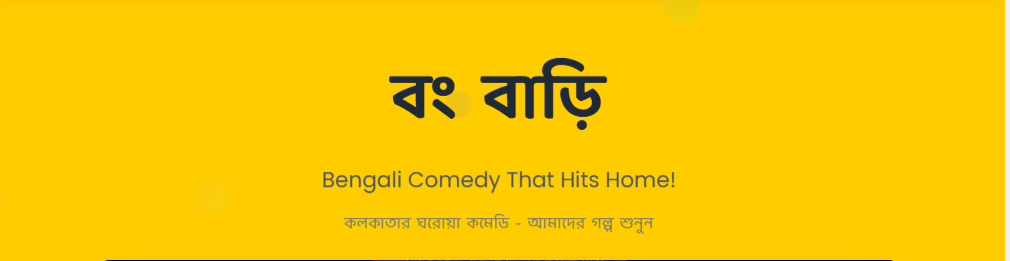 বং বাড়ি
Bengali Comedy That Hits Home!
কলকাতার ঘরোয়া কমেডি - আমাদের গল্প শুনুন